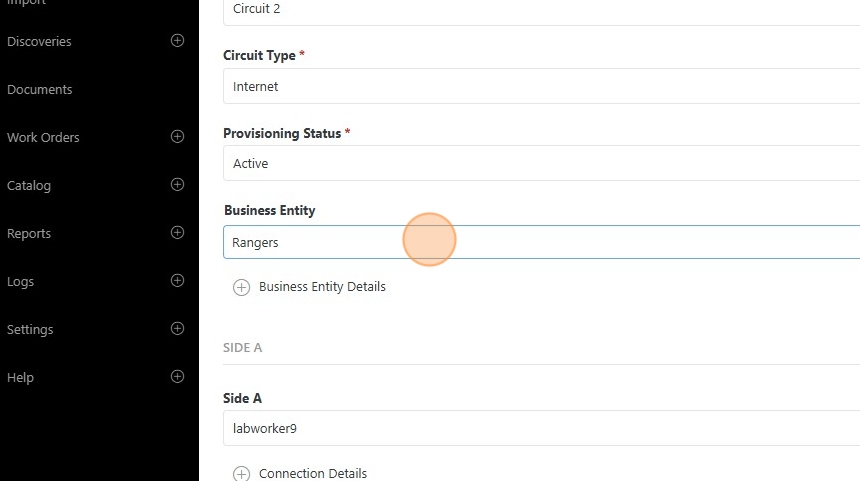 Import
Discoveries
Documents
Work Orders
Catalog
Reports
Logs
Settings
Help
Circuit 2
Circuit Type *
Internet
Provisioning Status *
Active
Business Entity
Rangers
Business Entity Details
SIDE A
Side A
labworker9
Connection Details